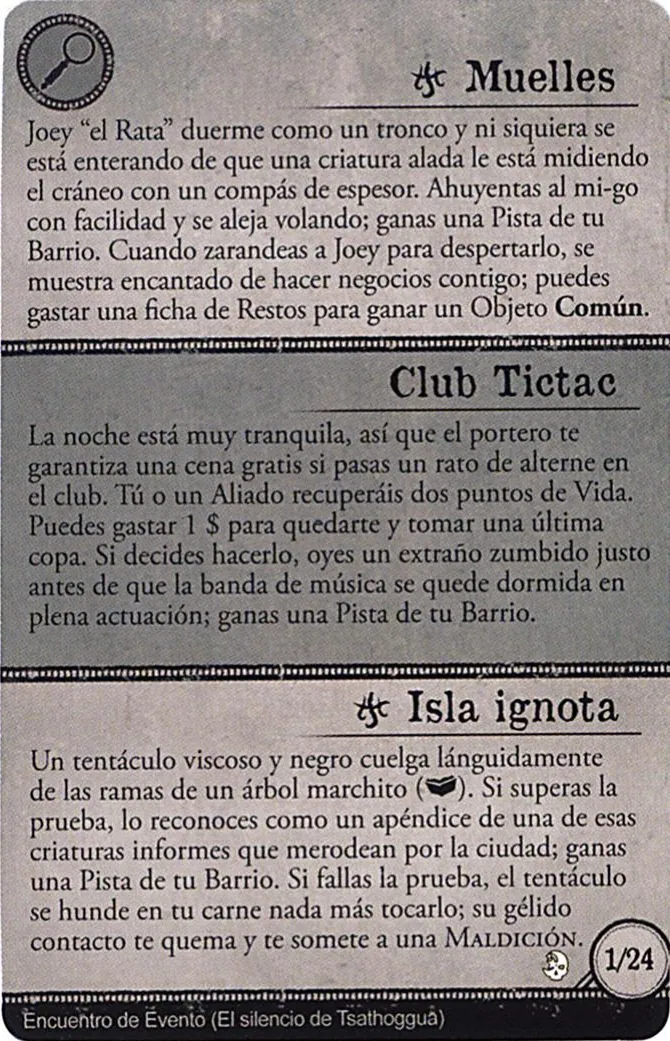 Muelles
Joey “el Rata” duerme como un tronco y ni siquiera se
está enterando de que una criatura alada le está midiendo
el cráneo con un compás de espesor. Ahuyentas al mi-go
con facilidad y se aleja volando; ganas una Pista de tu
Barrio. Cuando zarandeas a Joey para despertarlo, se
muestra encantado de hacer negocios contigo; puedes
gastar una ficha de Restos para ganar un Objeto Común.
Club Tictac
La noche está muy tranquila, así que el portero te
garantiza una cena gratis si pasas un rato de alterne en
el club. Tú o un Aliado recuperáis dos puntos de Vida.
Puedes gastar 1 $ para quedarte y tomar una última
copa. Si decides hacerlo, oyes un extraño zumbido justo
antes de que la banda de música se quede dormida en
plena actuación; ganas una Pista de tu Barrio.
Isla ignota
Un tentáculo viscoso y negro cuelga lánguidamente
de las ramas de un árbol marchito (). Si superas la
prueba, lo reconoces como un apéndice de una de esas
criaturas informes que merodean por la ciudad; ganas
una Pista de tu Barrio. Si fallas la prueba, el tentáculo
se hunde en tu carne nada más tocarlo; su gélido
contacto te quema y te somete a una MALDICIÓN.
1/24
Encuentro de Evento (El silencio de Tsathogguâ)